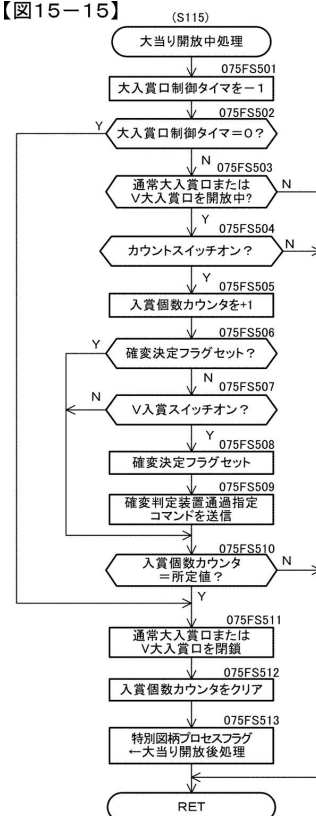 【図15-15】
(S115)
大当り開放中処理
075FS501
大入賞口制御タイマを-1
075FS502
Y
大入賞口制御タイマ=0?
N
075FS503
通常大入賞口または
V大入賞口を開放中?
N
Y
075FS504
カウントスイッチオン?
N
Y
075FS505
入賞個数カウンタを+1
075FS506
Y
確変決定フラグセット?
N
075FS507
N
V入賞スイッチオン?
Y
075FS508
確変決定フラグセット
075FS509
確変判定装置通過指定
コマンドを送信
075FS510
入賞個数カウンタ
=所定値?
N
Y
075FS511
通常大入賞口または
V大入賞口を閉鎖
075FS512
入賞個数カウンタをクリア
075FS513
特別図柄プロセスフラグ
←大当り開放後処理
RET